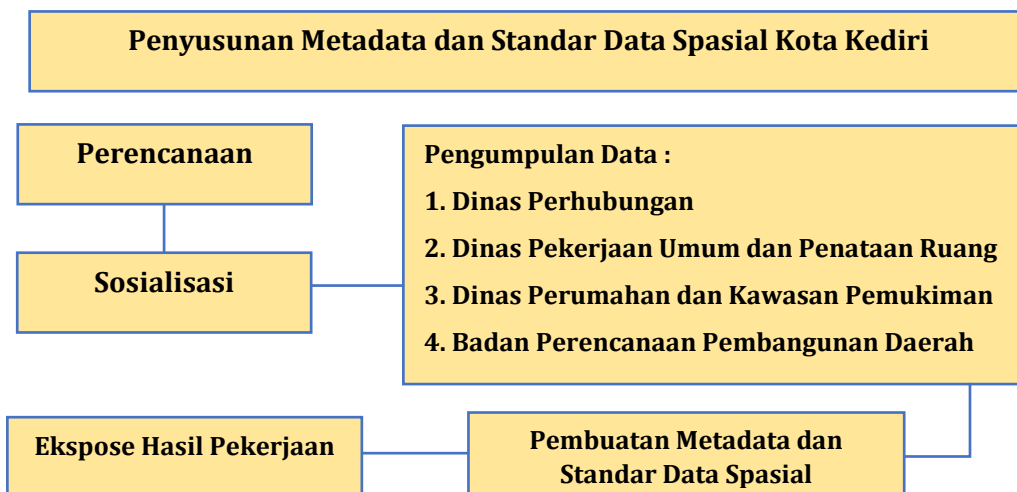 Penyusunan Metadata dan Standar Data Spasial Kota Kediri
Perencanaan
Sosialisasi
Pengumpulan Data :
1. Dinas Perhubungan
2. Dinas Pekerjaan Umum dan Penataan Ruang
3. Dinas Perumahan dan Kawasan Pemukiman
4. Badan Perencanaan Pembangunan Daerah
Pembuatan Metadata dan
Standar Data Spasial
Ekspose Hasil Pekerjaan